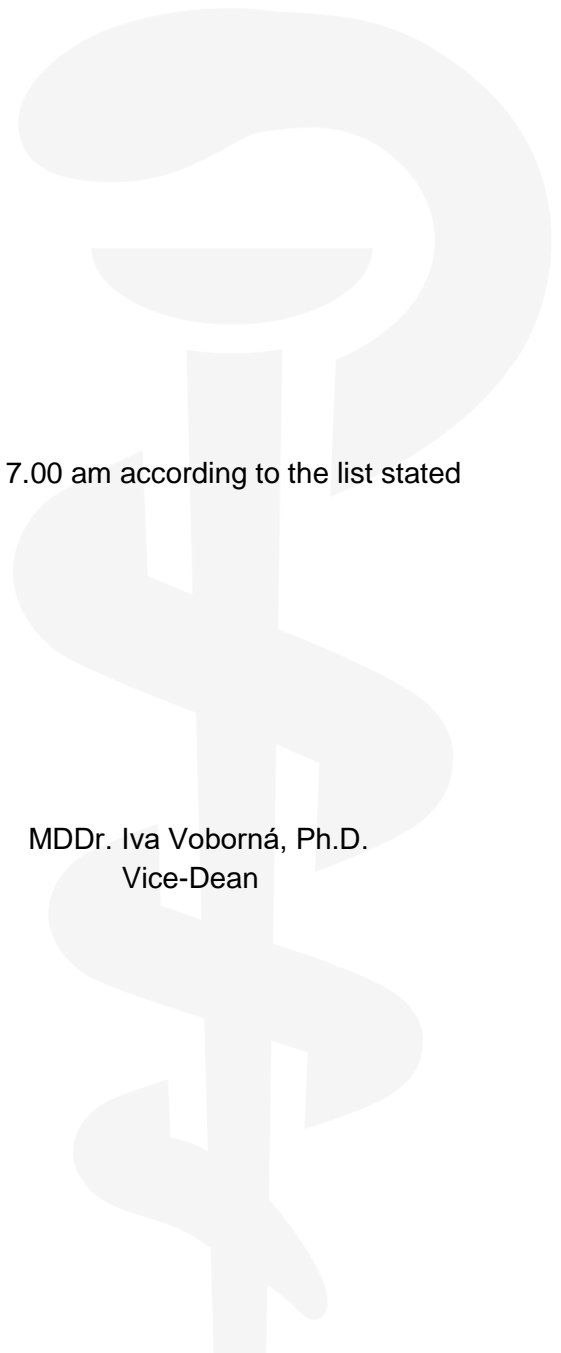 7.00 am according to the list stated
MDDr. Iva Voborná, Ph.D.
Vice-Dean